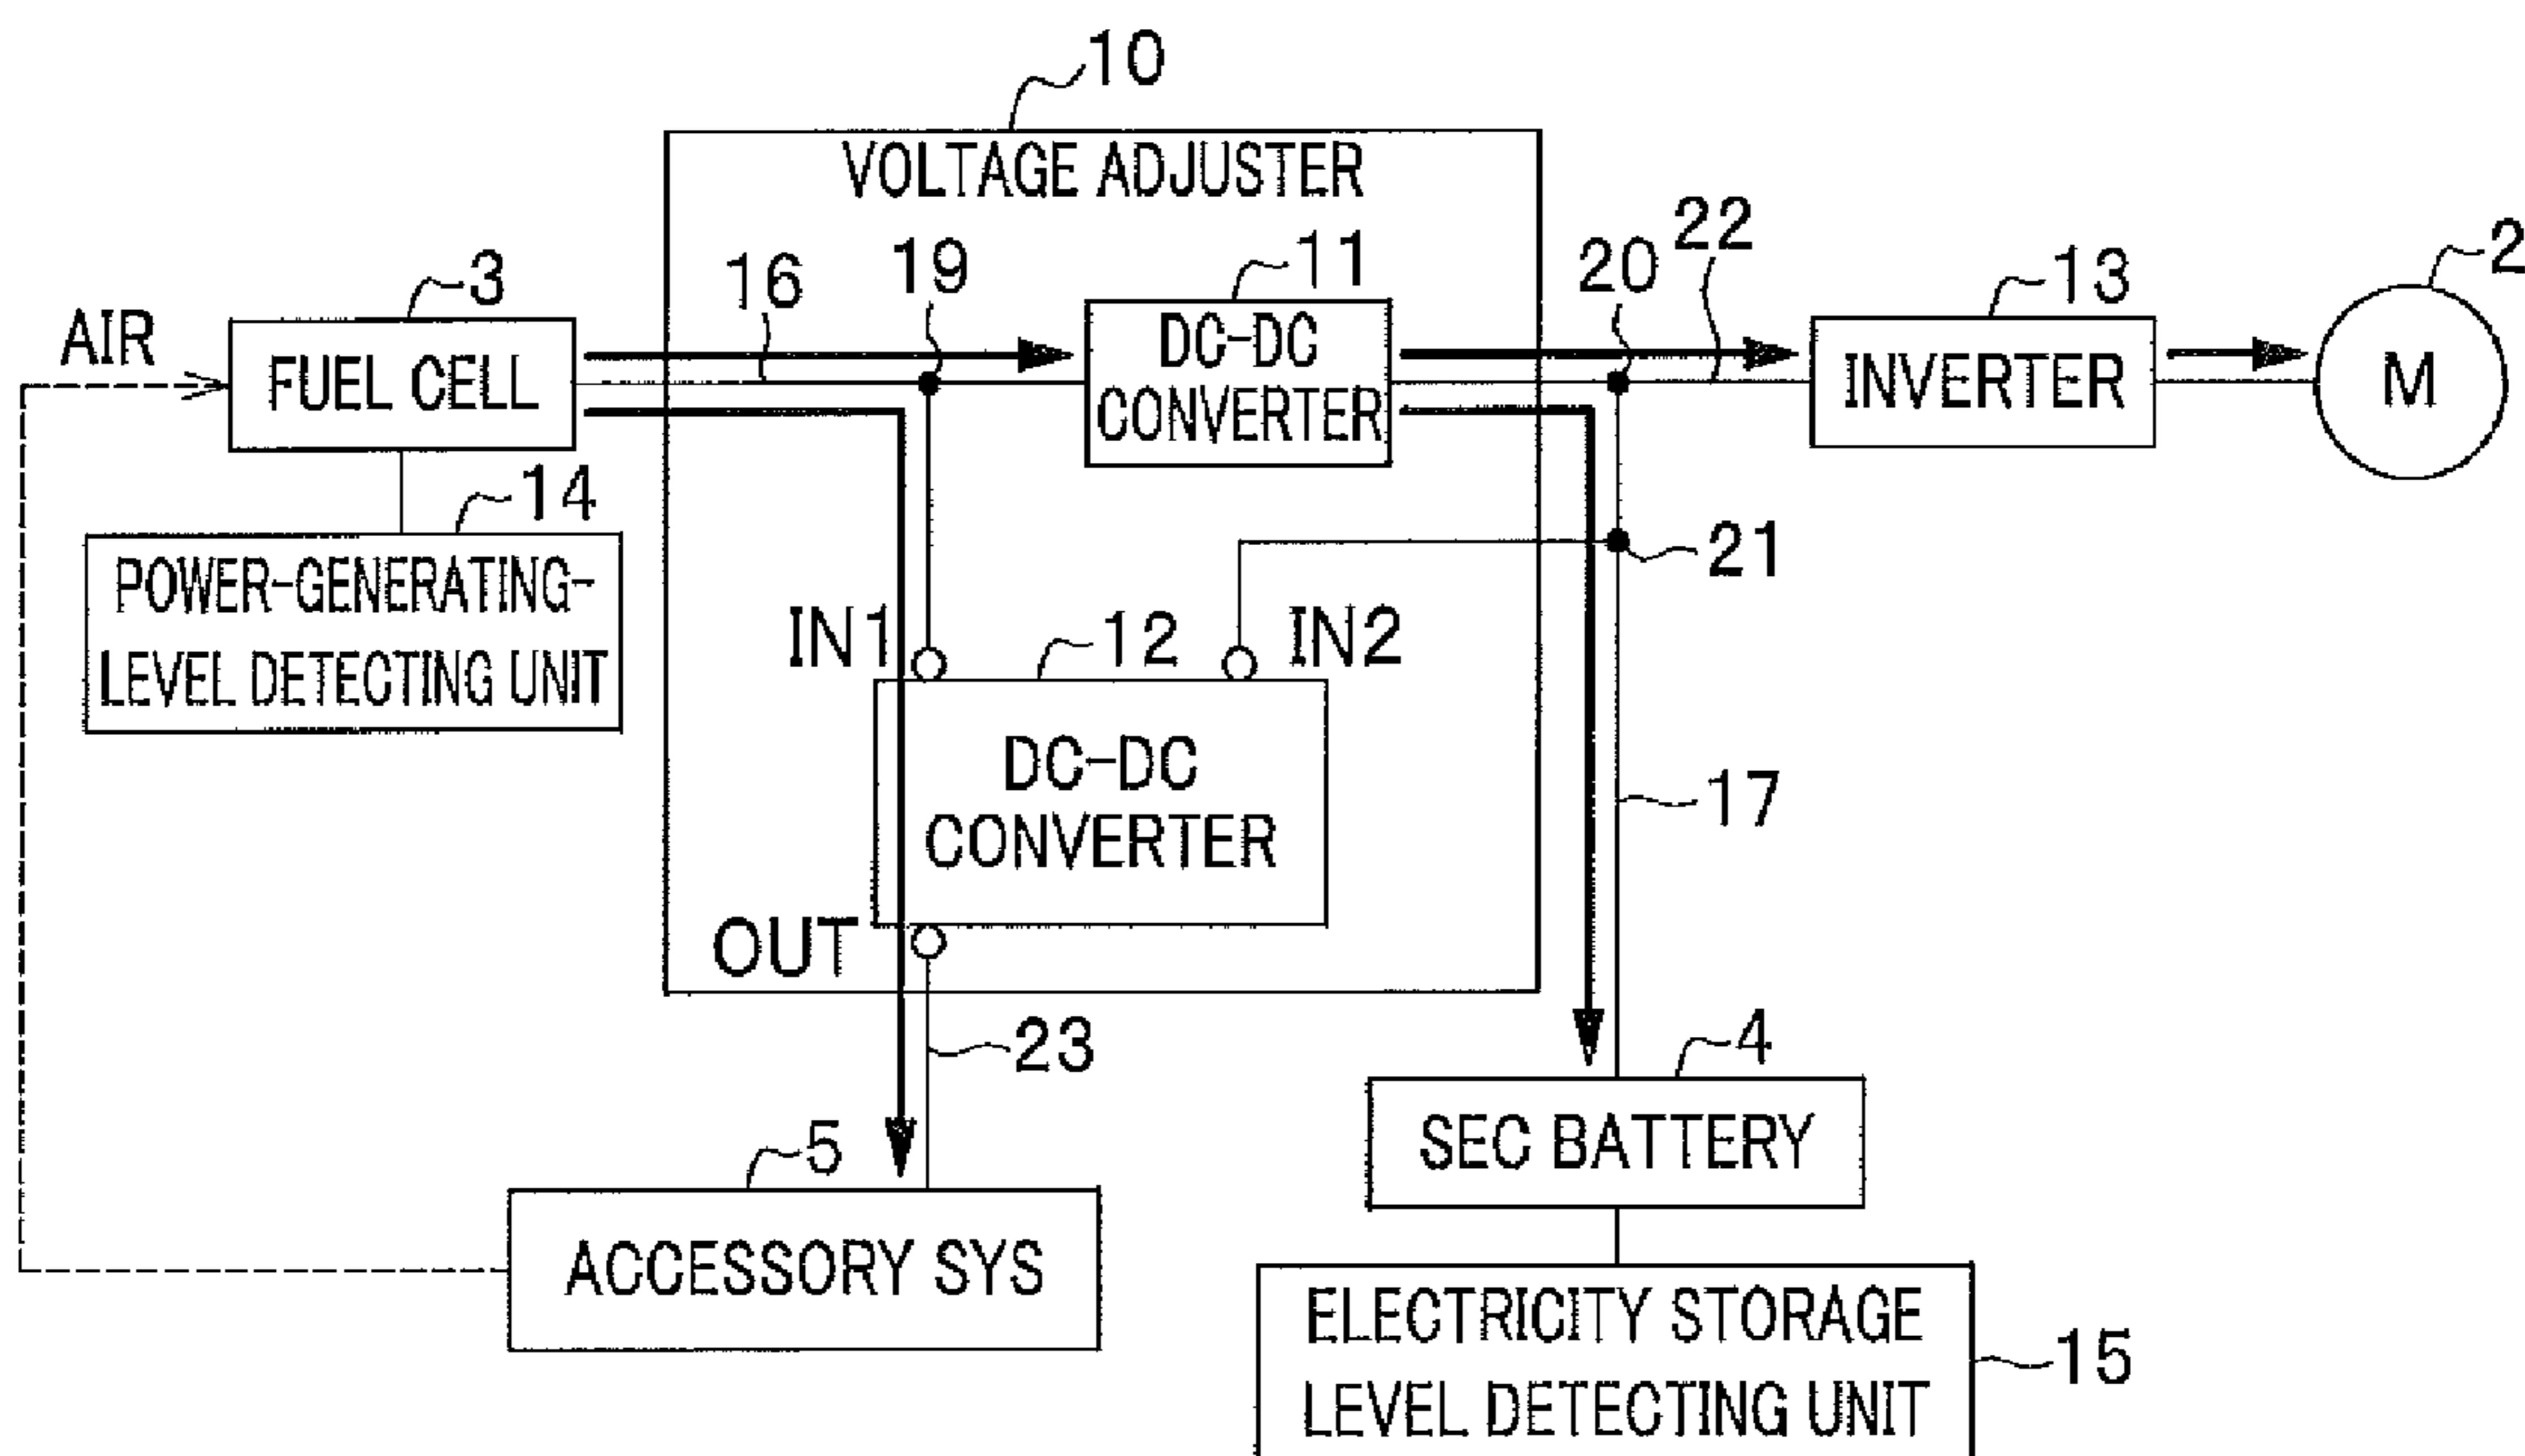 10
VOLTAGE ADJUSTER
3
16
19
11
20
22
13
2
AIR
FUEL CELL
DC-DC
CONVERTER
INVERTER
M
14
POWER-GENERATING-
LEVEL DETECTING UNIT
21
IN1
12
IN2
DC-DC
CONVERTER
17
OUT
23
4
SEC BATTERY
5
ACCESSORY SYS
ELECTRICITY STORAGE
LEVEL DETECTING UNIT
15